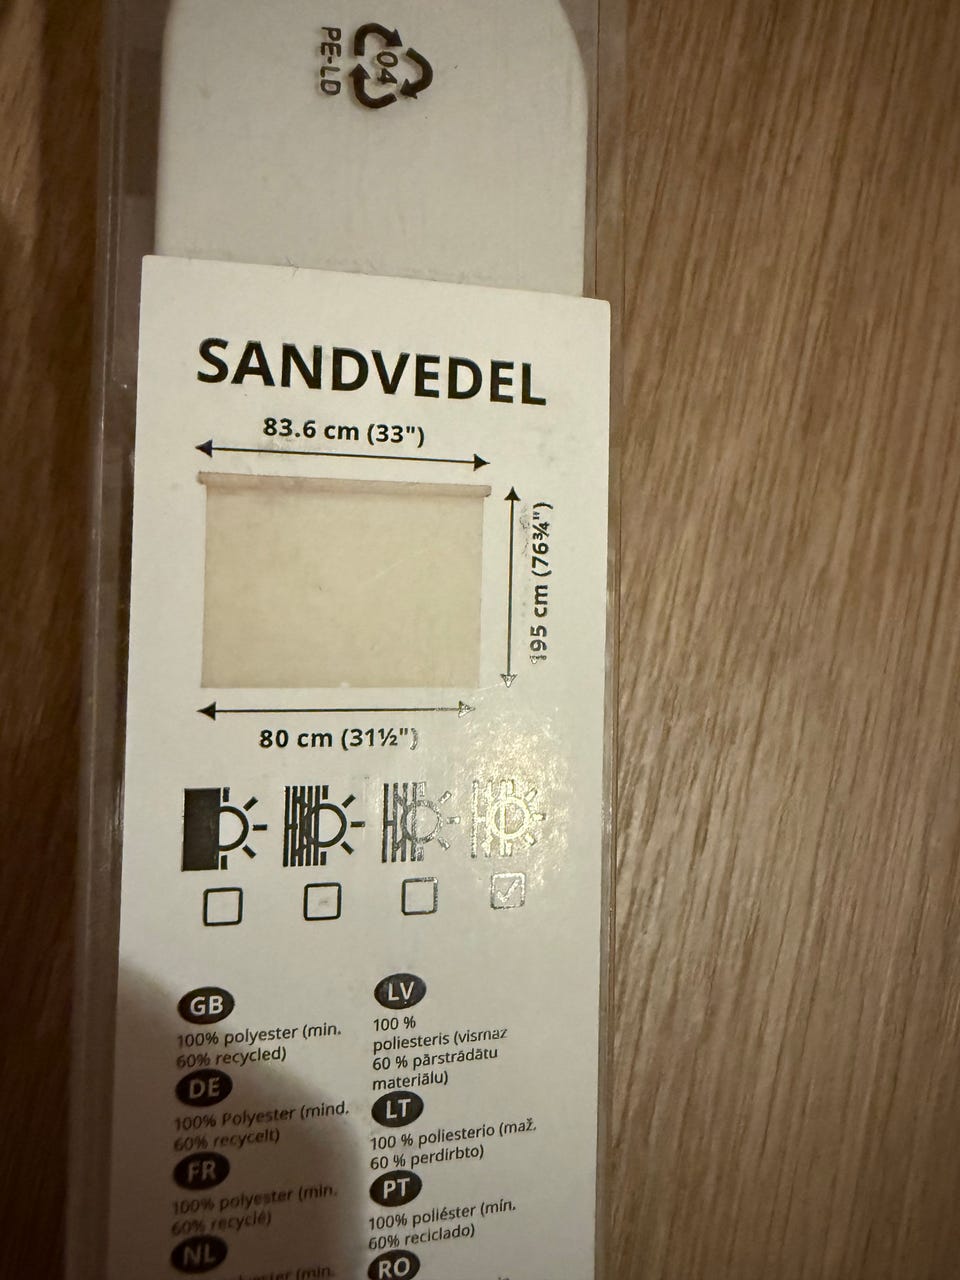 04
PE-LD
SANDVEDEL
83.6 cm (33")
195 cm (76¾")
80 cm (31½")
GB
100% polyester (min.
60% recycled)
DE
100% Polyester (mind.
60% recycelt)
FR
100% polyester (min.
60% recyclé)
NL
(min.
LV
100 %
poliesteris (vismaz
60 % pārstrādātu
materiālu)
LT
100 % poliesterio (maž.
60 % perdirbto)
PT
100% poliéster (mín.
60% reciclado)
RO